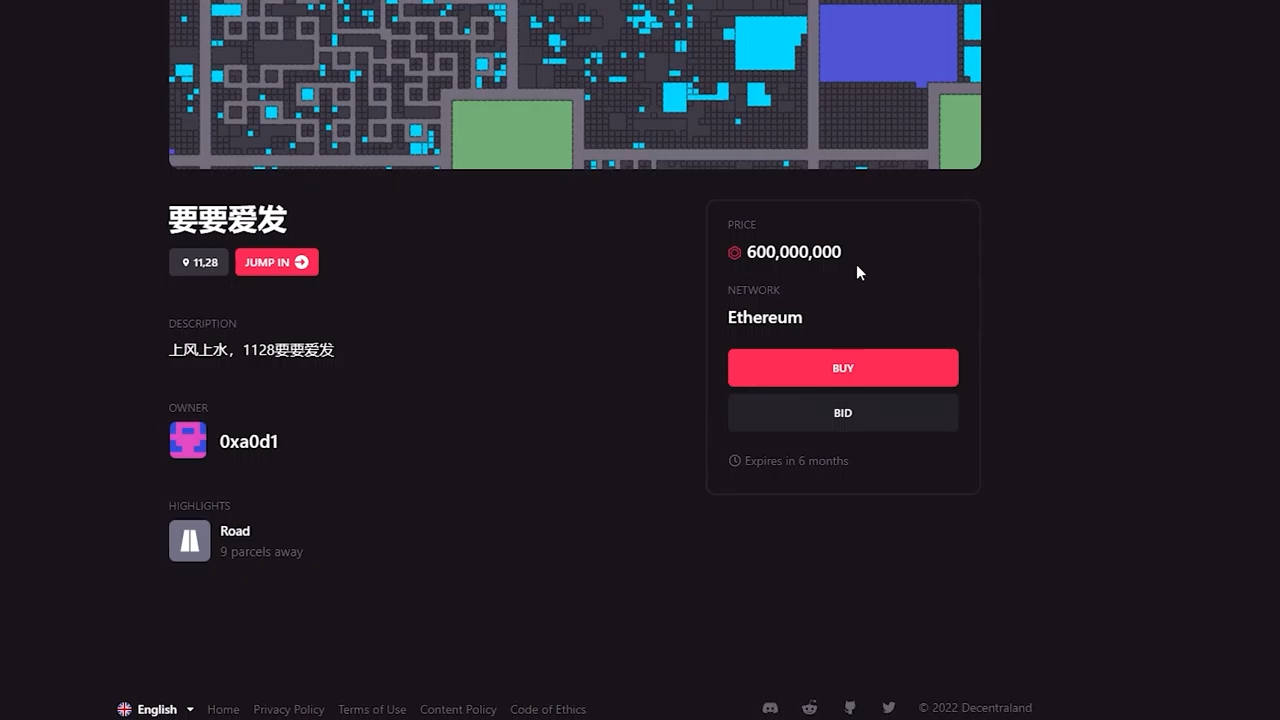 要要爱发
11,28
JUMP IN
DESCRIPTION
上风上水，1128要要爱发
OWNER
0xa0d1
HIGHLIGHTS
Road
9 parcels away
PRICE
600,000,000
NETWORK
Ethereum
BUY
BID
Expires in 6 months
English Home Privacy Policy Terms of Use Content Policy Code of Ethics © 2022 Decentraland